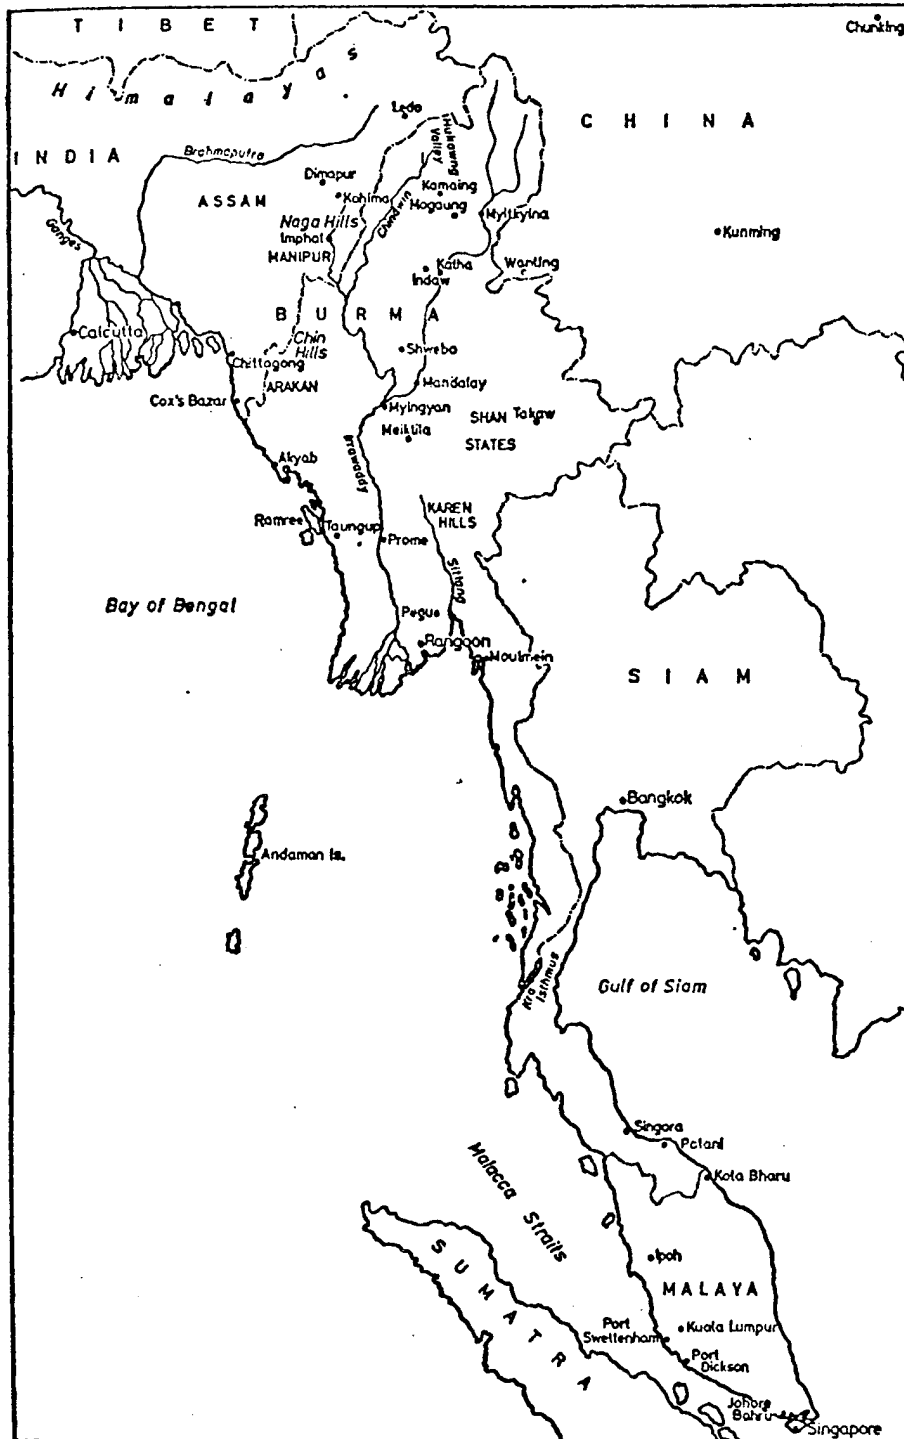 TIBET
Chunking
Himalayas
Ledo
CHINA
Hukawng
Valley
INDIA
Brahmaputra
Dimapur
Kohima
Kamaing
ASSAM
Mogaung
Myitkyina
Chindwin
Naga Hills
Kunming
Ganges
Imphal
MANIPUR
Katha
Wanting
Indaw
BURMA
Calcutta
Chin
Hills
Shwebo
Chittagong
ARAKAN
Mandalay
Cox's Bazar
Myingyan
SHAN
STATES
Takaw
Meiktila
Irrawaddy
Akyab
KAREN
HILLS
Ramree
Taungup
Prome
Sittang
Bay of Bengal
Pegu
Rangoon
Moulmein
SIAM
Bangkok
Andaman Is.
Kra
Isthmus
Gulf of Siam
Singora
Patani
Malacca Straits
Kota Bharu
SUMATRA
Ipoh
MALAYA
Port
Swettenham
Kuala Lumpur
Port
Dickson
Johore
Bahru
Singapore